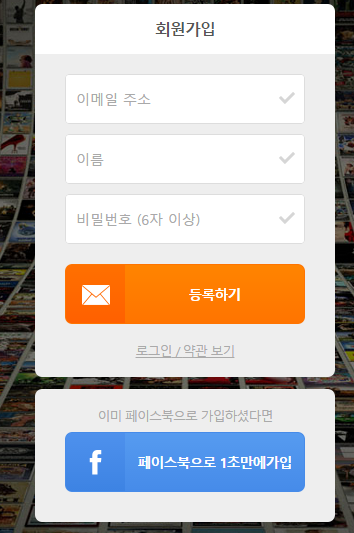 회원가입
이메일 주소
이름
비밀번호 (6자 이상)
등록하기
로그인 / 약관 보기
이미 페이스북으로 가입하셨다면
f 페이스북으로 1초만에가입